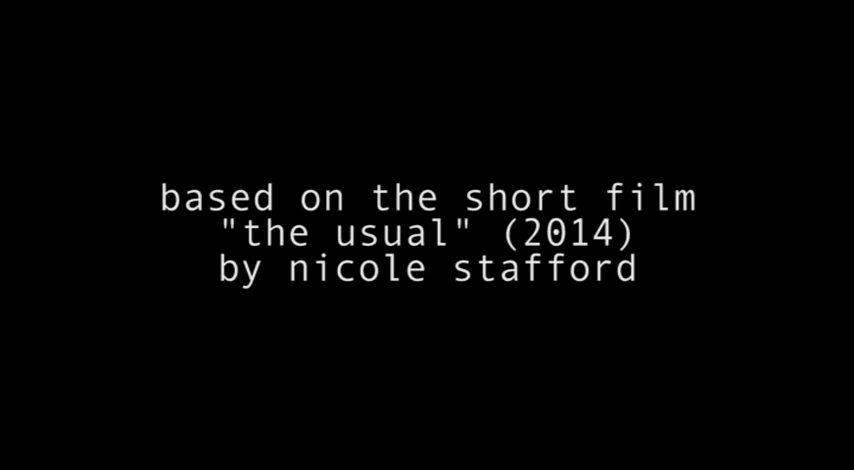 based on the short film
"the usual" (2014)
by nicole stafford